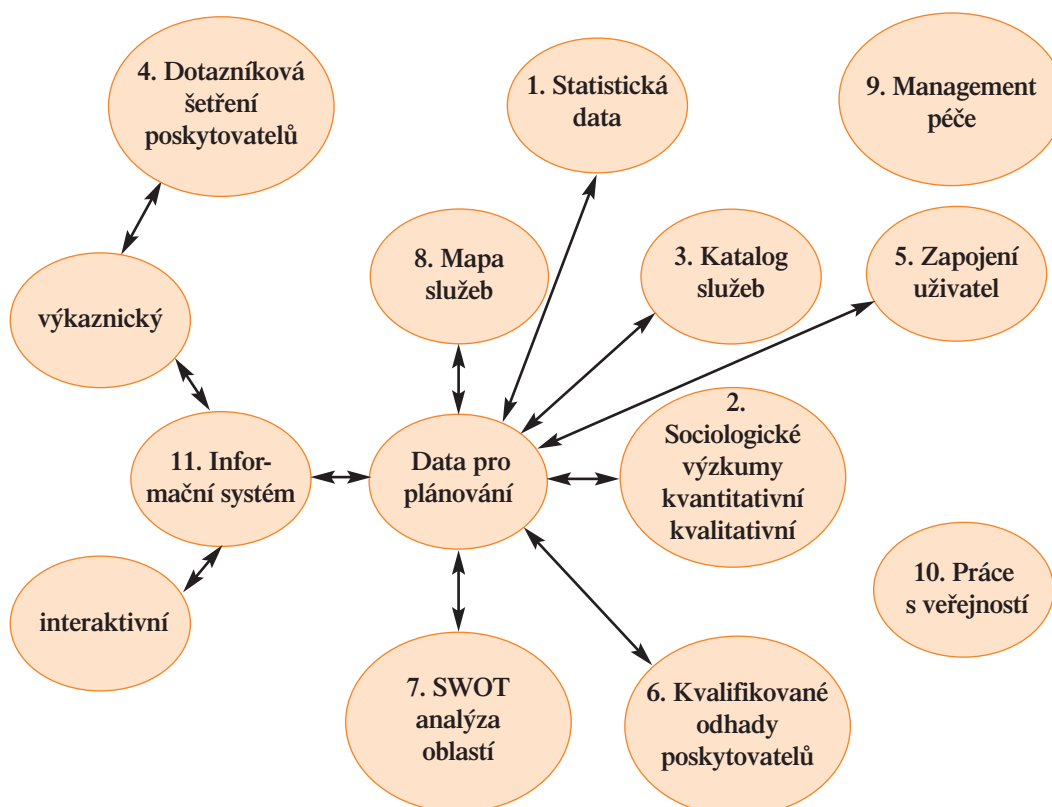 4. Dotazníková
šetření
poskytovatelů
1. Statistická
data
9. Management
péče
8. Mapa
služeb
3. Katalog
služeb
5. Zapojení
uživatel
výkaznický
2.
Sociologické
výzkumy
kvantitativní
kvalitativní
11. Infor-
mační systém
Data pro
plánování
10. Práce
s veřejností
interaktivní
7. SWOT
analýza
oblastí
6. Kvalifikované
odhady
poskytovatelů